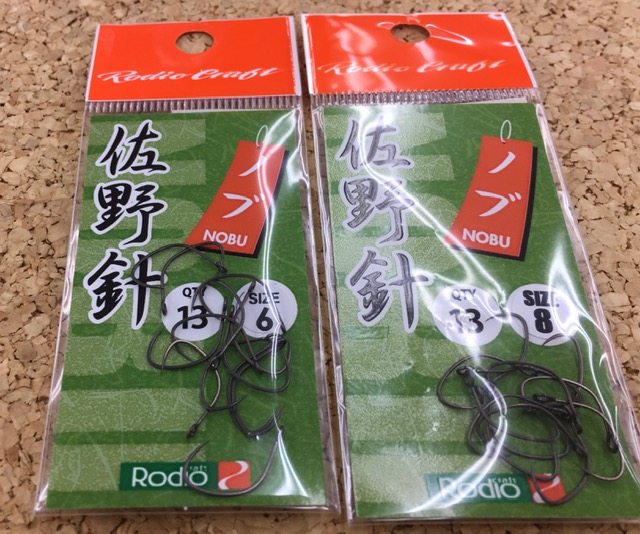 Rodio Craft
佐野針
ノブ
NOBU
QTY
13
SIZE
6
Rodio craft
Rodio Craft
佐野針
ノブ
NOBU
QTY
13
SIZE
8
Rodio craft